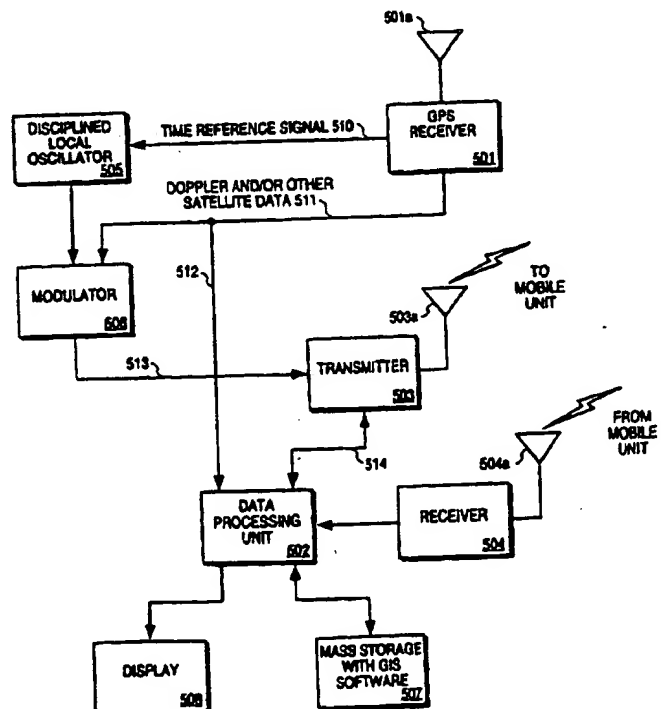 501a
GPS
RECEIVER
501
DISCIPLINED
LOCAL
OSCILLATOR
505
TIME REFERENCE SIGNAL 510
DOPPLER AND/OR OTHER
SATELLITE DATA 511
MODULATOR
506
512
513
TO
MOBILE
UNIT
503a
TRANSMITTER
503
514
FROM
MOBILE
UNIT
504a
RECEIVER
504
DATA
PROCESSING
UNIT
502
DISPLAY
508
MASS STORAGE
WITH GIS
SOFTWARE
507